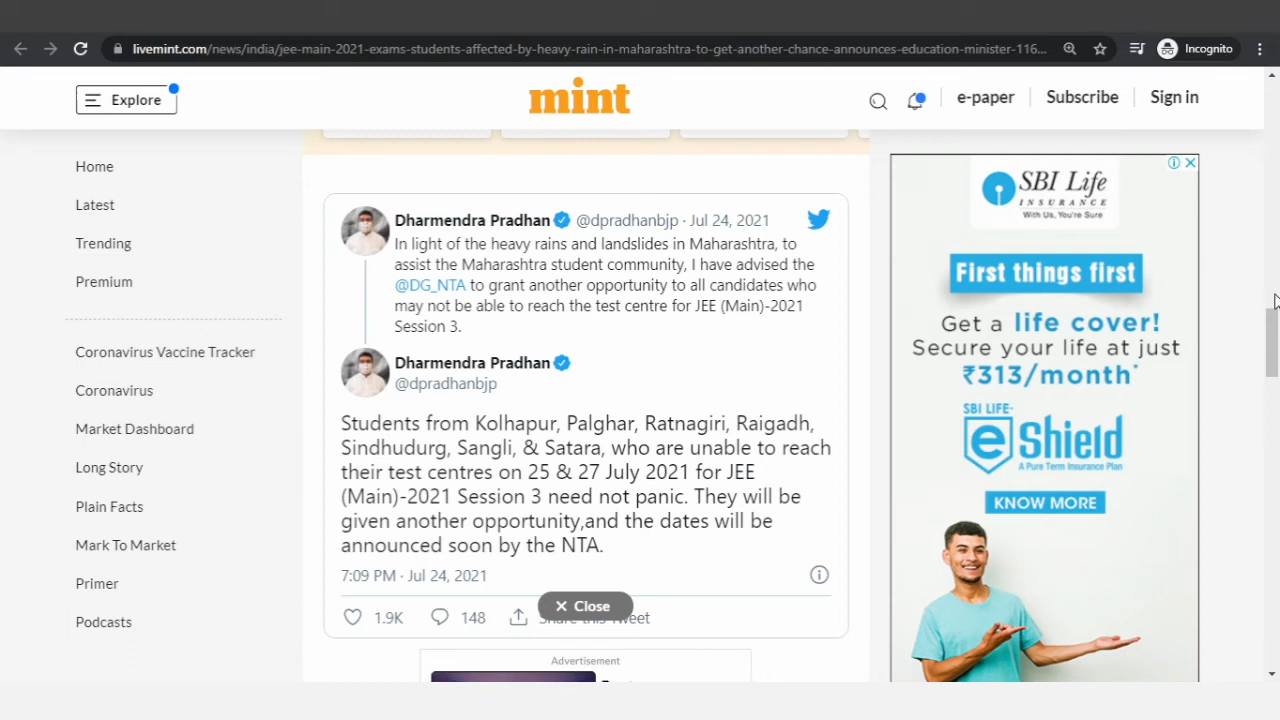 livemint.com/news/india/jee-main-2021-exams-students-affected-by-heavy-rain-in-maharashtra-to-get-another-chance-announces-education-minister-116...
Incognito
Explore
mint
e-paper
Subscribe
Sign in
Home
Latest
Trending
Premium
Coronavirus Vaccine Tracker
Coronavirus
Market Dashboard
Long Story
Plain Facts
Mark To Market
Primer
Podcasts
Dharmendra Pradhan @dpradhanbjp · Jul 24, 2021
In light of the heavy rains and landslides in Maharashtra, to
assist the Maharashtra student community, I have advised the
@DG_NTA to grant another opportunity to all candidates who
may not be able to reach the test centre for JEE (Main)-2021
Session 3.
Dharmendra Pradhan
@dpradhanbjp
Students from Kolhapur, Palghar, Ratnagiri, Raigadh,
Sindhudurg, Sangli, & Satara, who are unable to reach
their test centres on 25 & 27 July 2021 for JEE
(Main)-2021 Session 3 need not panic. They will be
given another opportunity,and the dates will be
announced soon by the NTA.
7:09 PM · Jul 24, 2021
1.9K
148
Share this Tweet
Close
Advertisement
SBI Life
INSURANCE
With Us, You're Sure
First things first
Get a life cover!
Secure your life at just
₹313/month*
SBI LIFE-
eShield
A Pure Term Insurance Plan
KNOW MORE